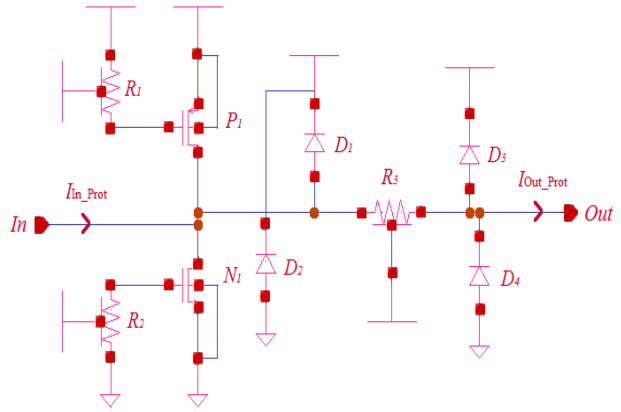 R1
P1
D1
D3
R3
IIn_Prot
IOut_Prot
In
Out
N1
D2
D4
R2